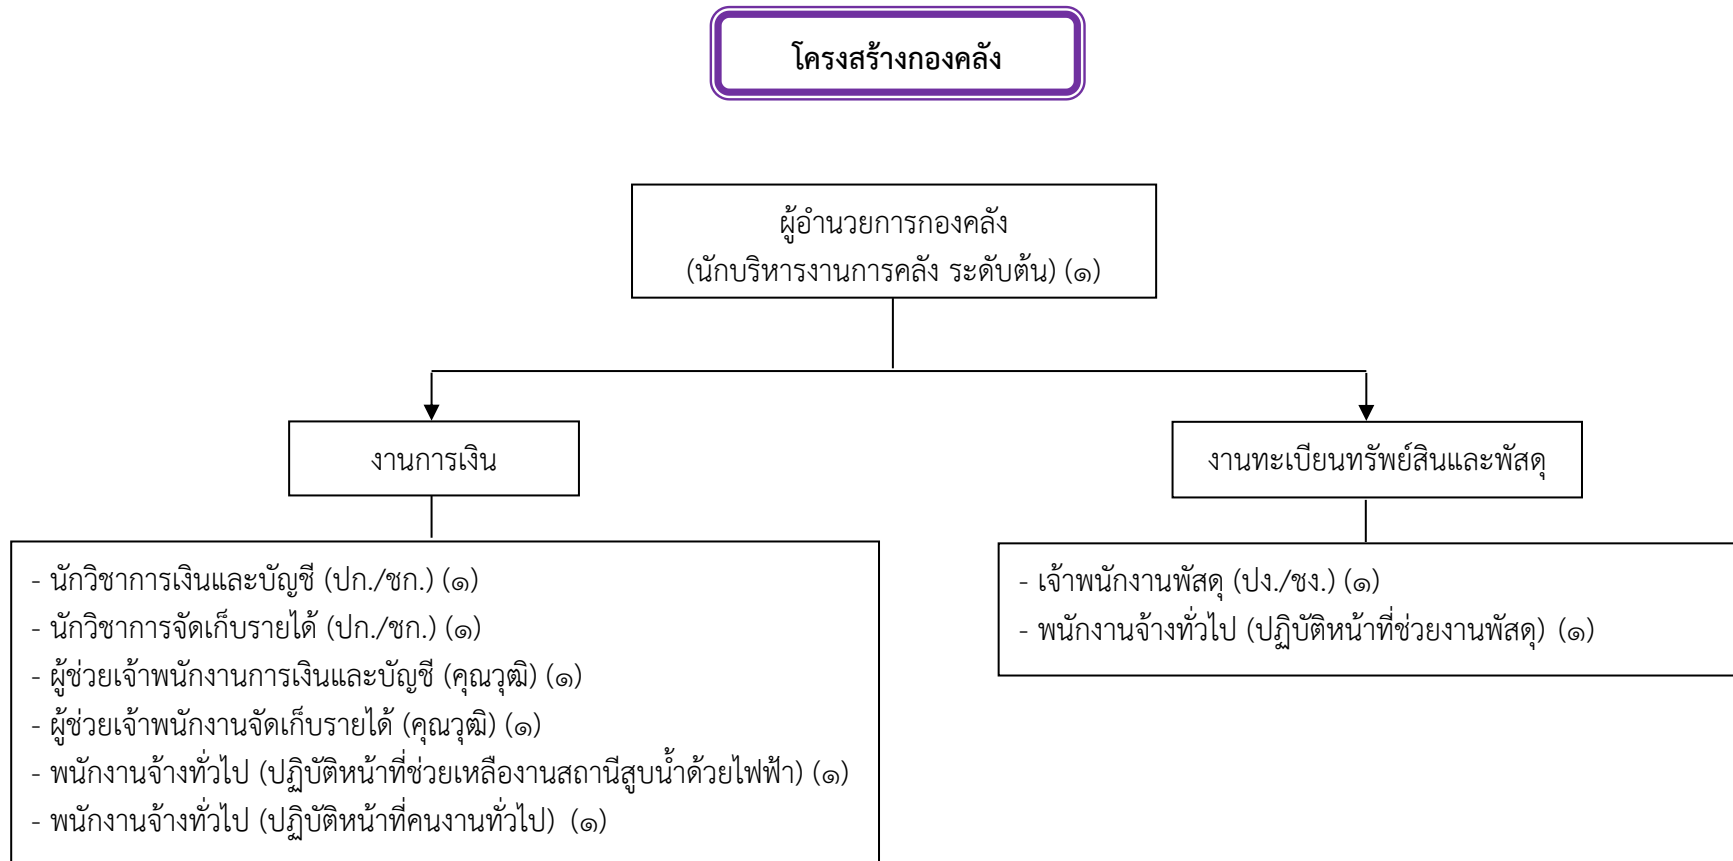 โครงสร้างกองคลัง
ผู้อำนวยการกองคลัง
(นักบริหารงานการคลัง ระดับต้น) (๑)
งานการเงิน
- นักวิชาการเงินและบัญชี (ปก./ชก.) (๑)
- นักวิชาการจัดเก็บรายได้ (ปก./ชก.) (๑)
- ผู้ช่วยเจ้าพนักงานการเงินและบัญชี (คุณวุฒิ) (๑)
- ผู้ช่วยเจ้าพนักงานจัดเก็บรายได้ (คุณวุฒิ) (๑)
- พนักงานจ้างทั่วไป (ปฏิบัติหน้าที่ช่วยเหลืองานสถานีสูบน้ำด้วยไฟฟ้า) (๑)
- พนักงานจ้างทั่วไป (ปฏิบัติหน้าที่คนงานทั่วไป) (๑)
งานทะเบียนทรัพย์สินและพัสดุ
- เจ้าพนักงานพัสดุ (ปง./ชง.) (๑)
- พนักงานจ้างทั่วไป (ปฏิบัติหน้าที่ช่วยงานพัสดุ) (๑)